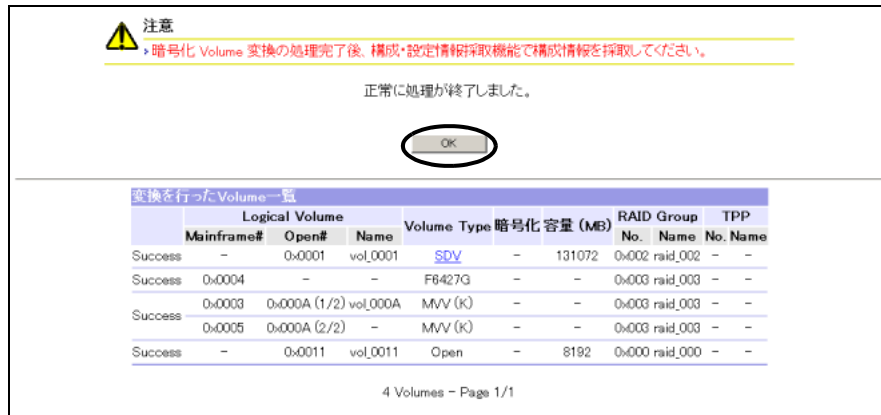 注意
暗号化 Volume 変換の処理完了後、構成・設定情報採取機能で構成情報を採取してください。
正常に処理が終了しました。
OK
変換を行ったVolume一覧
Logical Volume Volume Type 暗号化 容量 (MB) RAID Group TPP
Mainframe# Open# Name No. Name No. Name
Success - 0x0001 vol_0001 SDV - 131072 0x002 raid_002 - -
Success 0x0004 - - F6427G - - 0x003 raid_003 - -
Success 0x0003 0x000A (1/2) vol_000A MVV (K) - - 0x003 raid_003 - -
0x0005 0x000A (2/2) - MVV (K) - - 0x003 raid_003 - -
Success - 0x0011 vol_0011 Open - 8192 0x000 raid_000 - -
4 Volumes - Page 1/1